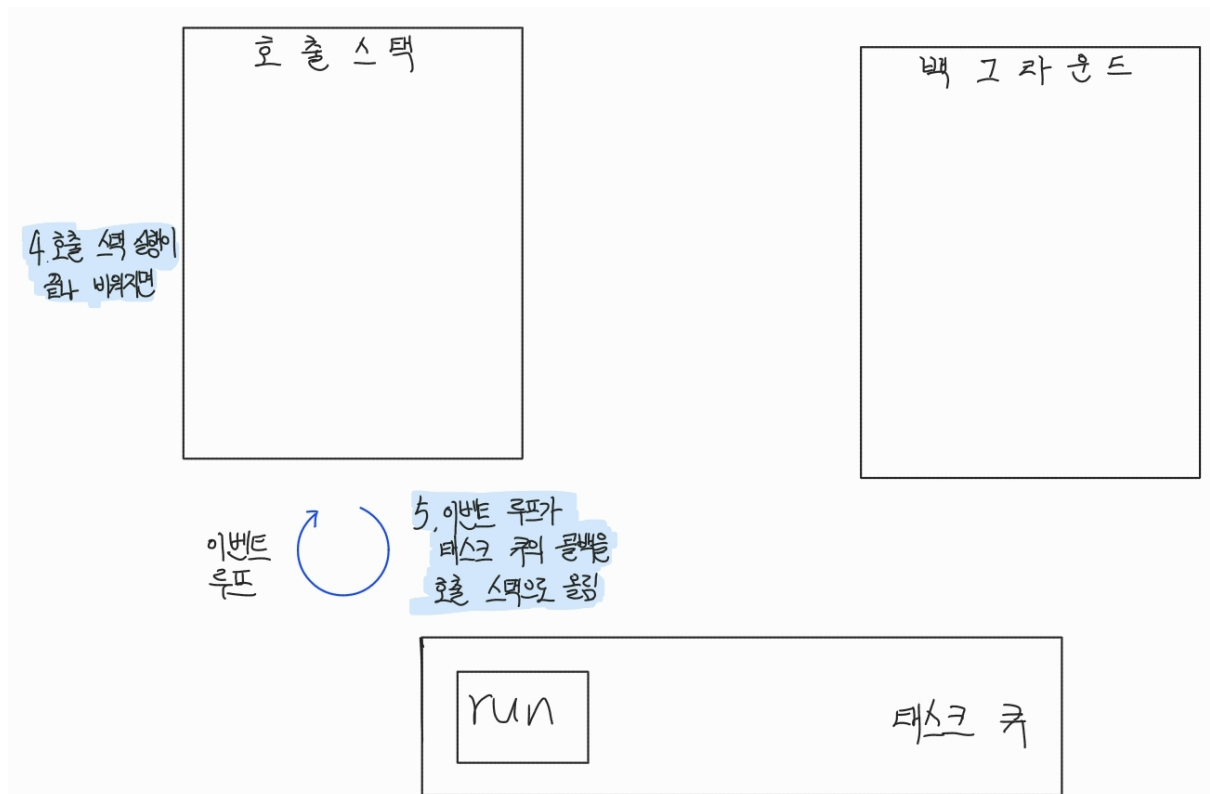 호출스택
백그라운드
4. 호출 스택 실행이
끝나 비워지면
이벤트
루프
5. 이벤트 루프가
태스크 큐의 콜백을
호출 스택으로 올림
run
태스크 큐